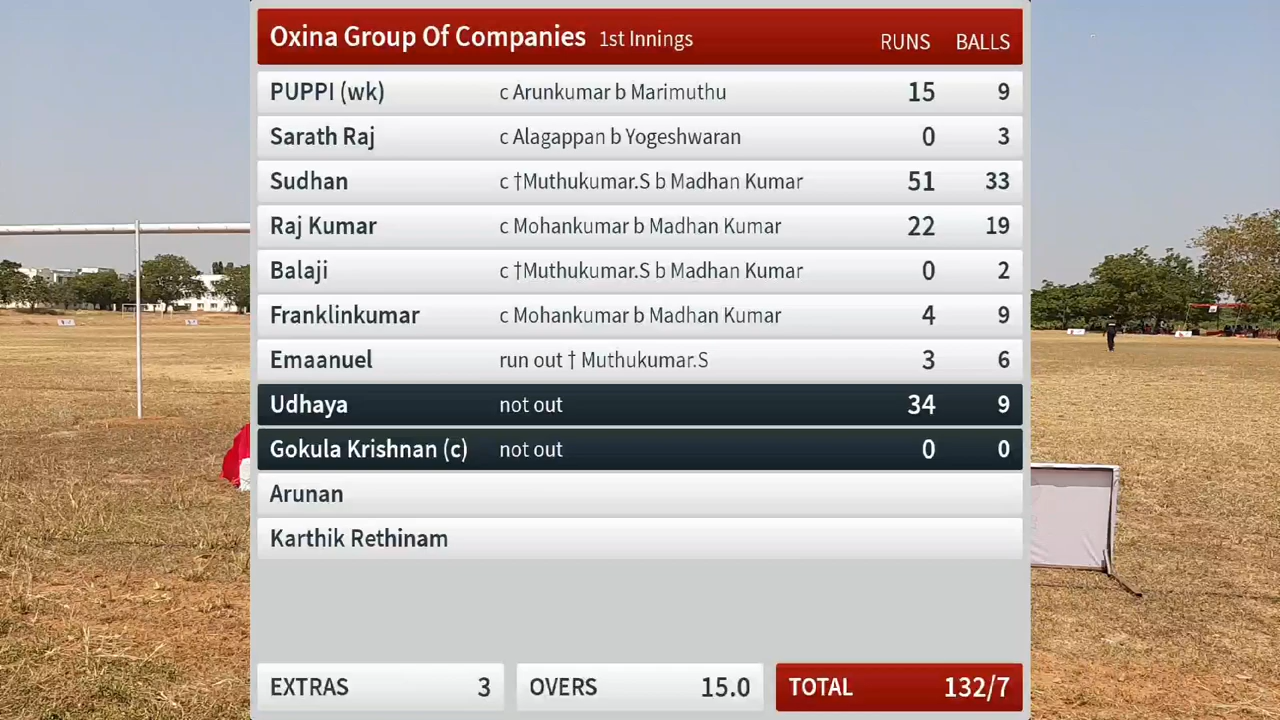 Oxina Group Of Companies 1st Innings RUNS BALLS
PUPPI (wk) c Arunkumar b Marimuthu 15 9
Sarath Raj c Alagappan b Yogeshwaran 0 3
Sudhan c †Muthukumar.S b Madhan Kumar 51 33
Raj Kumar c Mohankumar b Madhan Kumar 22 19
Balaji c †Muthukumar.S b Madhan Kumar 0 2
Franklinkumar c Mohankumar b Madhan Kumar 4 9
Emaanuel run out † Muthukumar.S 3 6
Udhaya not out 34 9
Gokula Krishnan (c) not out 0 0
Arunan
Karthik Rethinam
EXTRAS 3 OVERS 15.0 TOTAL 132/7